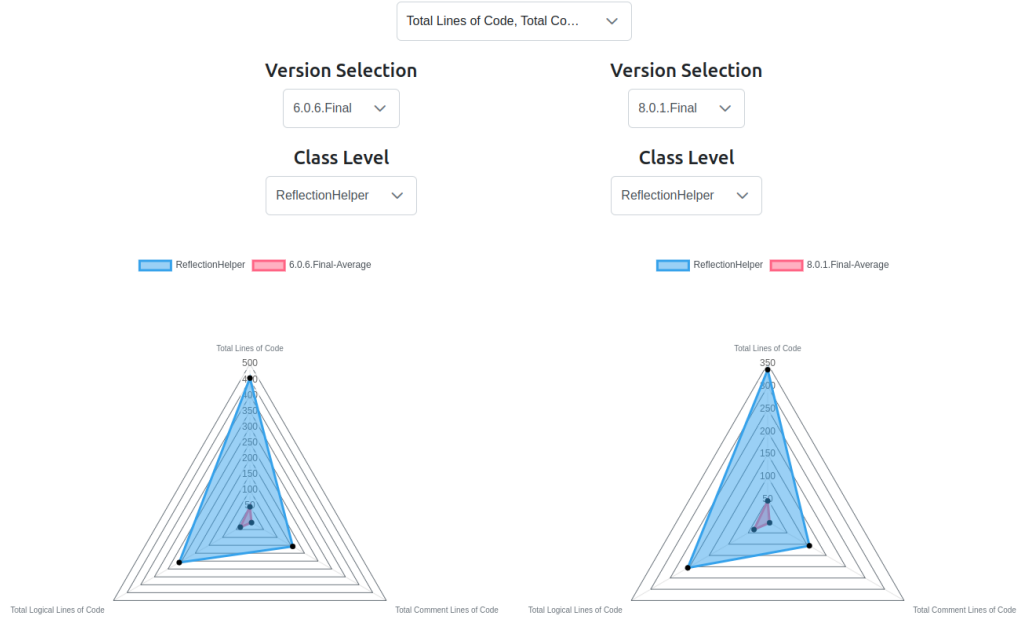 Total Lines of Code, Total Co...
Version Selection
Version Selection
6.0.6.Final
8.0.1.Final
Class Level
Class Level
ReflectionHelper
ReflectionHelper
ReflectionHelper 6.0.6.Final-Average
ReflectionHelper 8.0.1.Final-Average
Total Lines of Code
500
450
400
350
300
250
200
150
100
50
Total Logical Lines of Code
Total Comment Lines of Code
Total Lines of Code
350
300
250
200
150
100
50
Total Logical Lines of Code
Total Comment Lines of Code